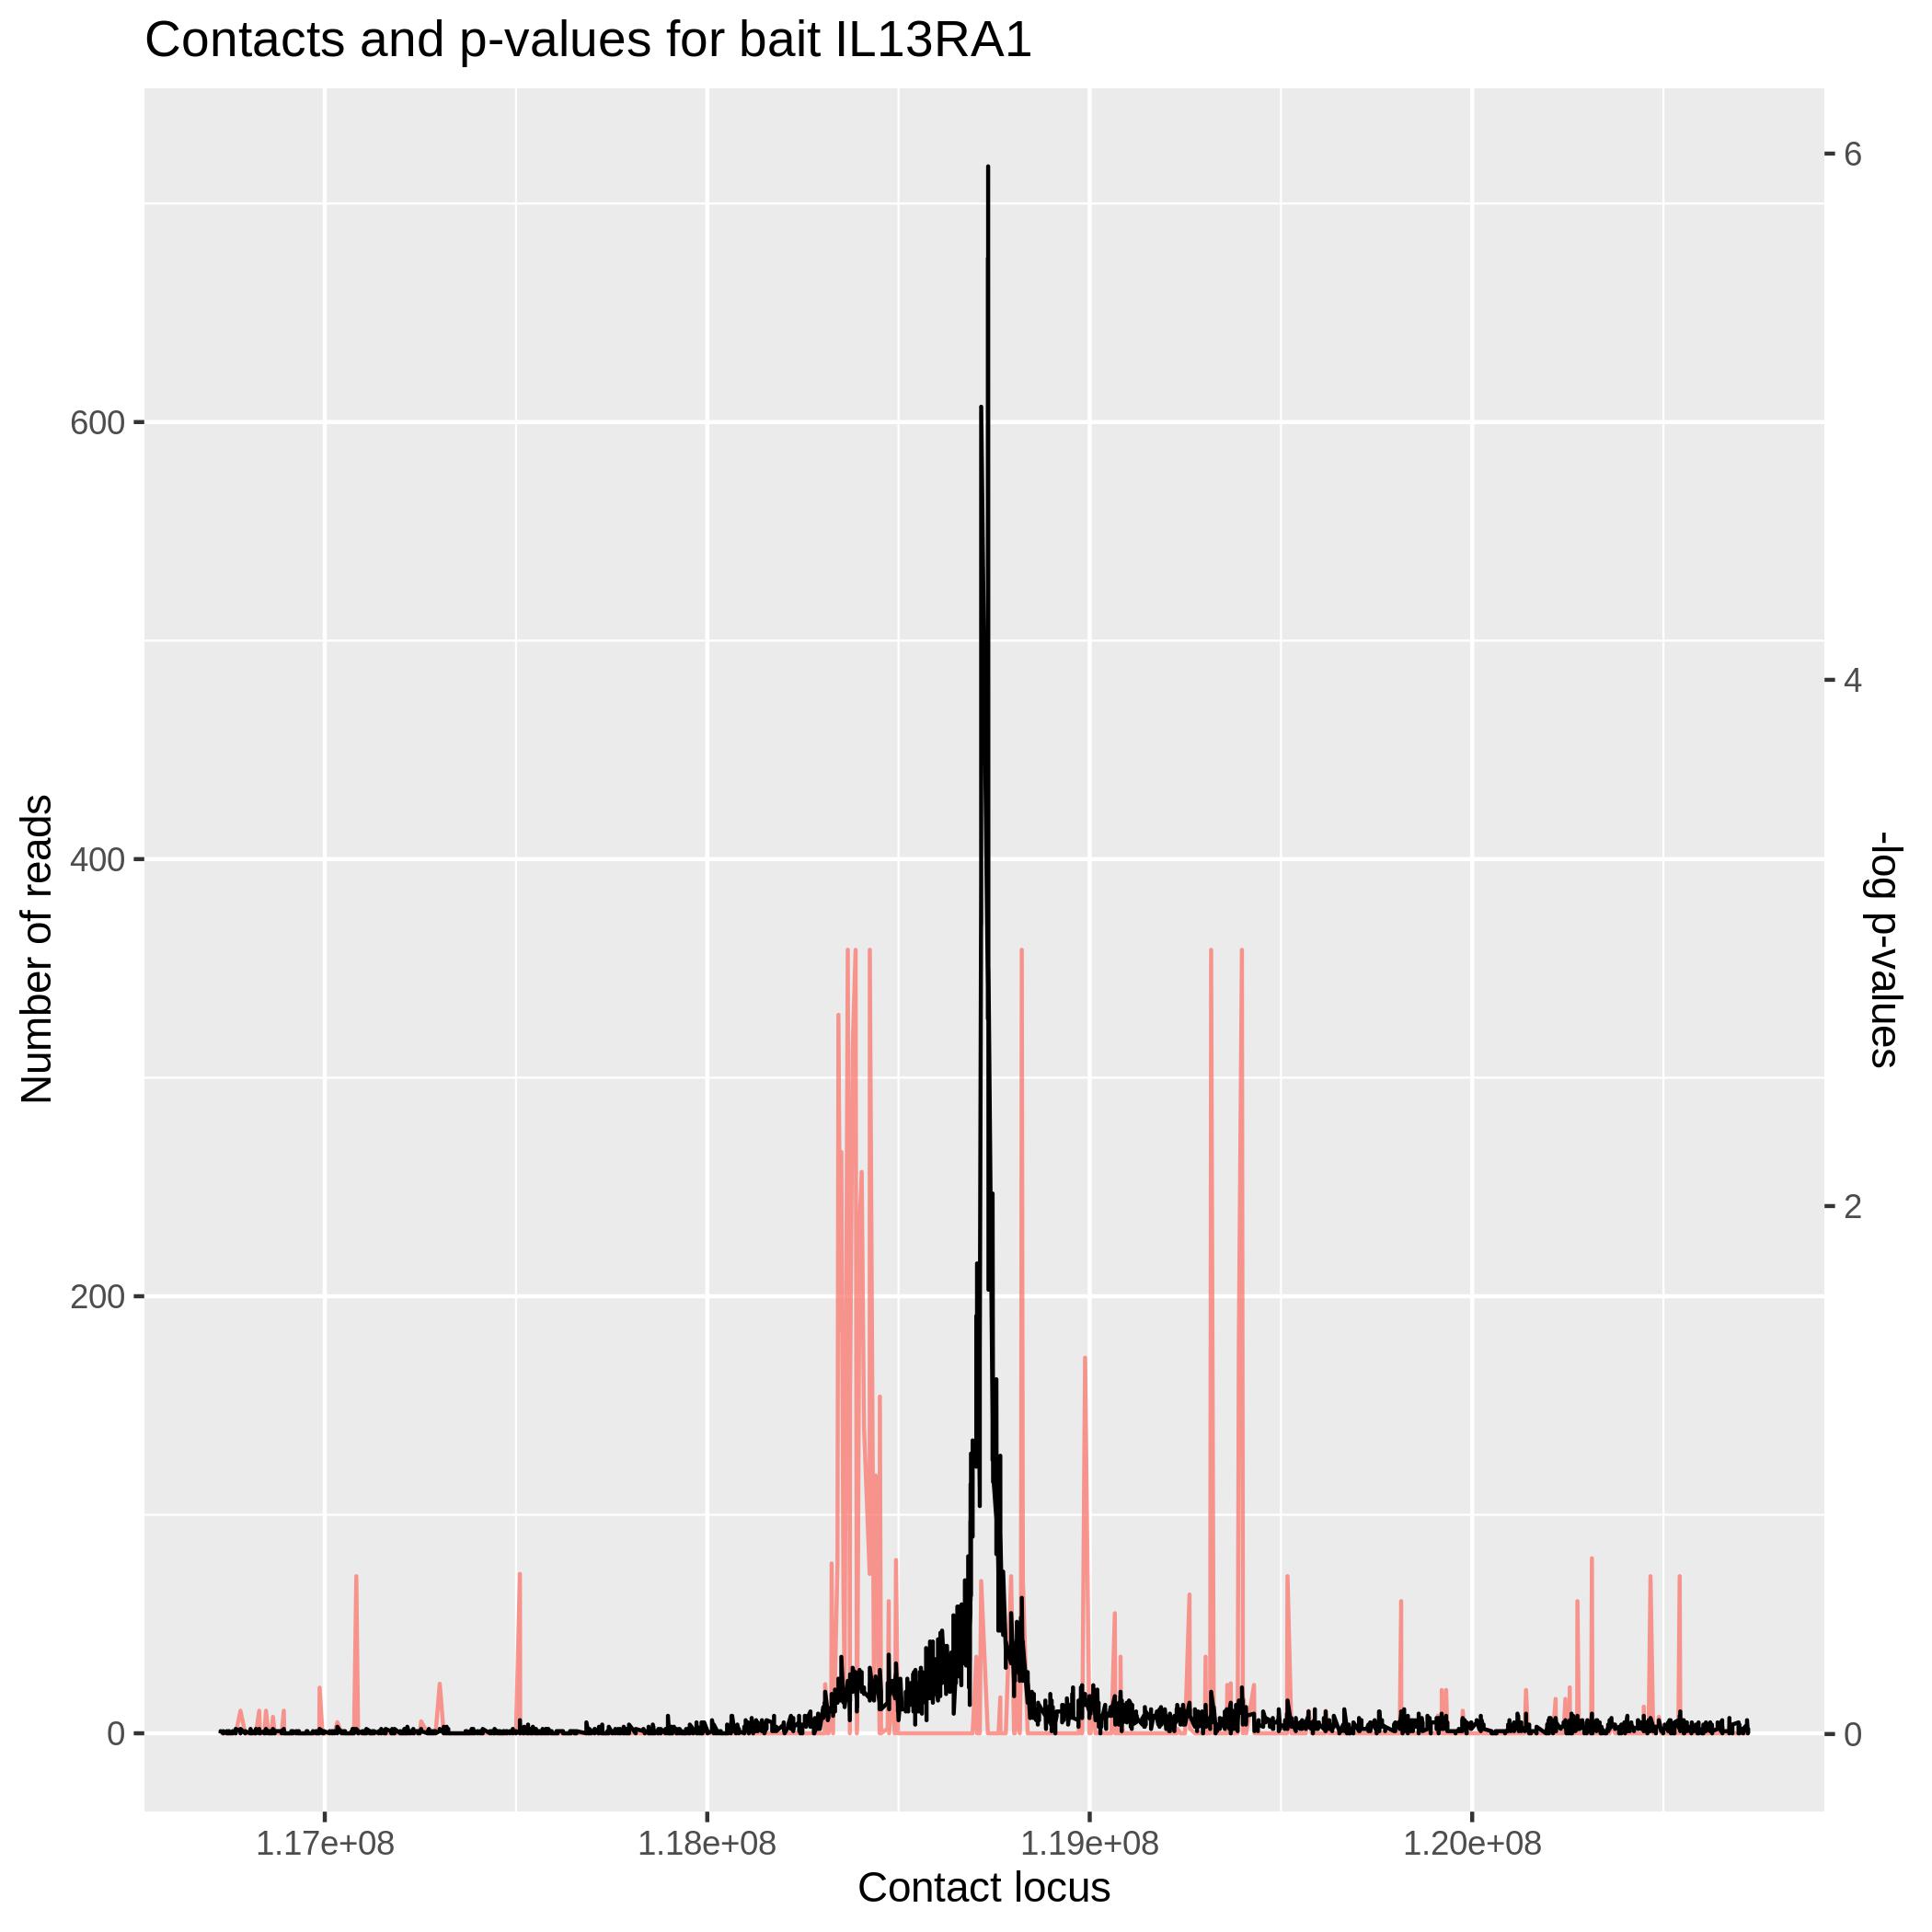 Contacts and p-values for bait IL13RA1
Number of reads
600
400
200
0
6
4
2
0
-log p-values
1.17e+08
1.18e+08
1.19e+08
1.20e+08
Contact locus